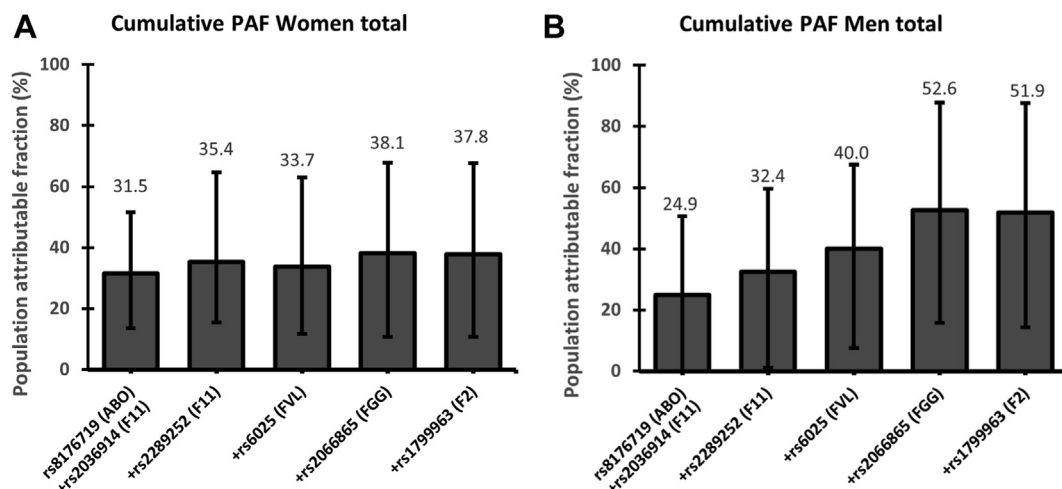 A
Cumulative PAF Women total
Population attributable fraction (%)
100
80
60
40
20
0
31.5
35.4
33.7
38.1
37.8
rs8176719 (ABO)
+rs2036914 (F11)
+rs2289252 (F11)
+rs6025 (FVL)
+rs2066865 (FGG)
+rs1799963 (F2)
B
Cumulative PAF Men total
Population attributable fraction (%)
100
80
60
40
20
0
24.9
32.4
40.0
52.6
51.9
rs8176719 (ABO)
+rs2036914 (F11)
+rs2289252 (F11)
+rs6025 (FVL)
+rs2066865 (FGG)
+rs1799963 (F2)